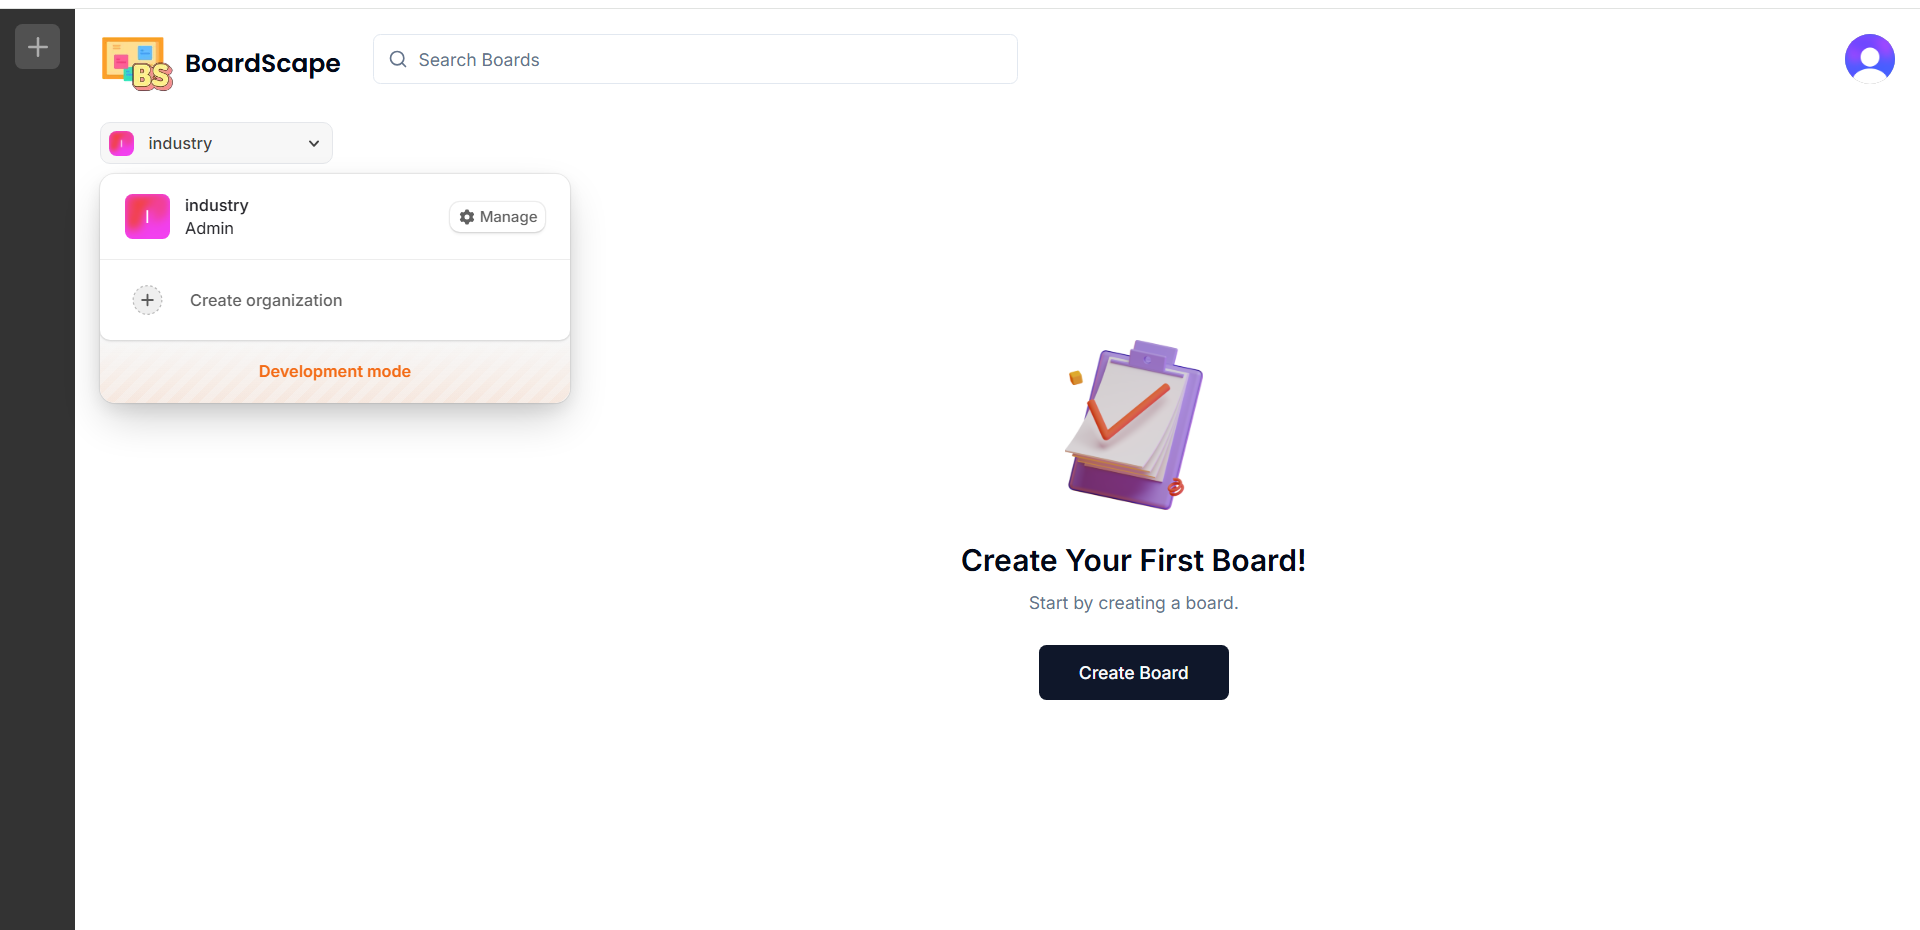 BS
BoardScape
Search Boards
I
industry
I
industry
Admin
Manage
Create organization
Development mode
Create Your First Board!
Start by creating a board.
Create Board